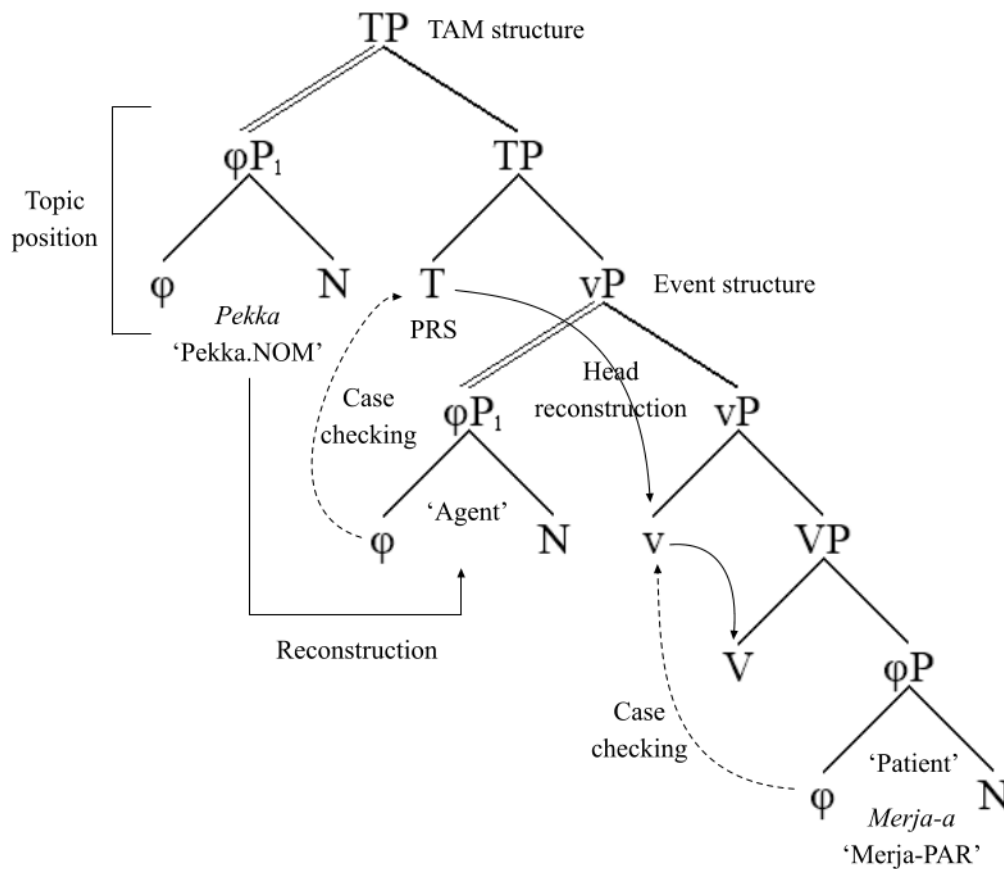 TP TAM structure
φP₁ TP
Topic
position
φ N T vP Event structure
Pekka
'Pekka.NOM'
PRS
Head
reconstruction
Case
checking
φP₁ vP
'Agent'
φ N v VP
Reconstruction
V φP
Case
checking
'Patient'
φ N
Merja-a
'Merja-PAR'